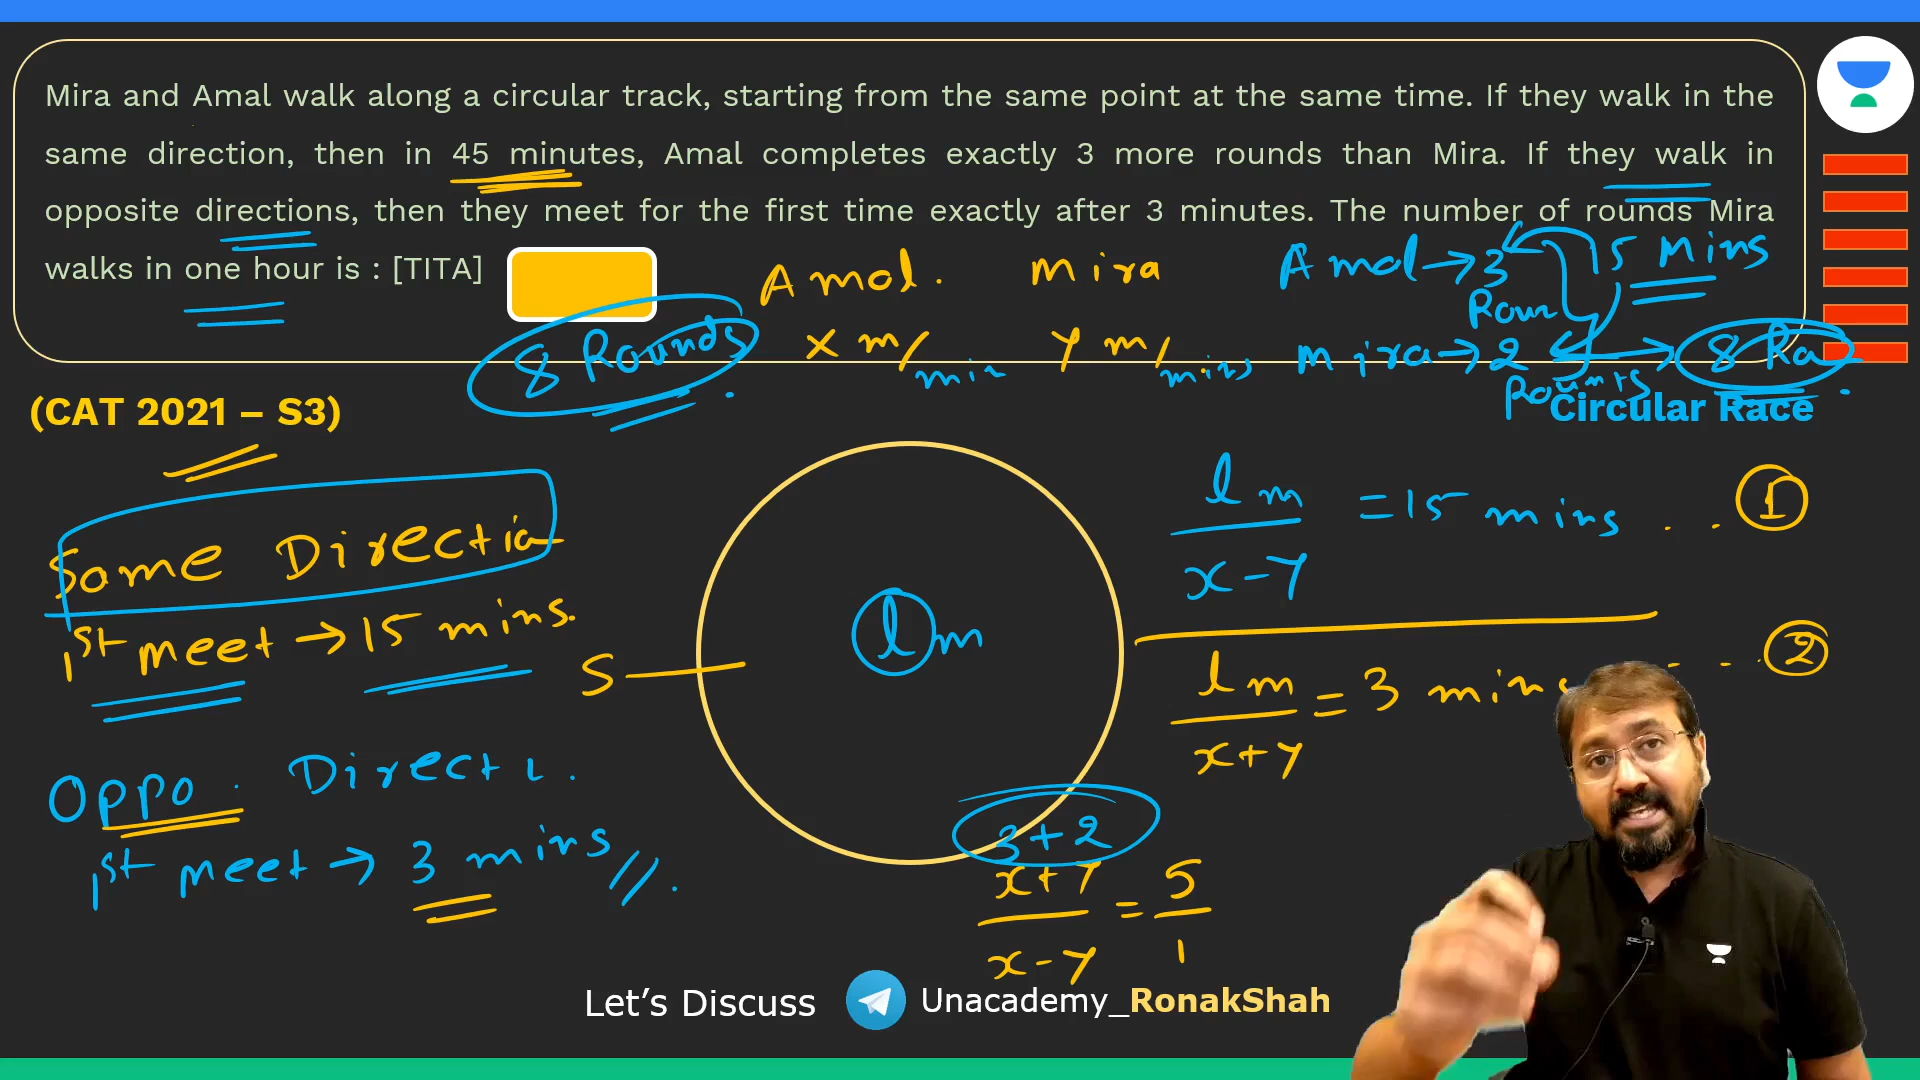 Mira and Amal walk along a circular track, starting from the same point at the same time. If they walk in the
same direction, then in 45 minutes, Amal completes exactly 3 more rounds than Mira. If they walk in
opposite directions, then they meet for the first time exactly after 3 minutes. The number of rounds Mira
walks in one hour is : [TITA]
Amal. Mira
Amal → 3 15 Mins
Roun
8 Rounds
X m/min
Y m/mins
Mira → 2 → 8 Ro
Rounds
(CAT 2021 – S3)
Circular Race
Same Direction
1st meet → 15 mins.
S
Oppo. Direct
1st meet → 3 mins //.
l m
l m / x - y = 15 mins ... 1
l m / x + y = 3 mins ... 2
3 + 2
x + y / x - y = 5 / 1
Let’s Discuss
Unacademy_RonakShah